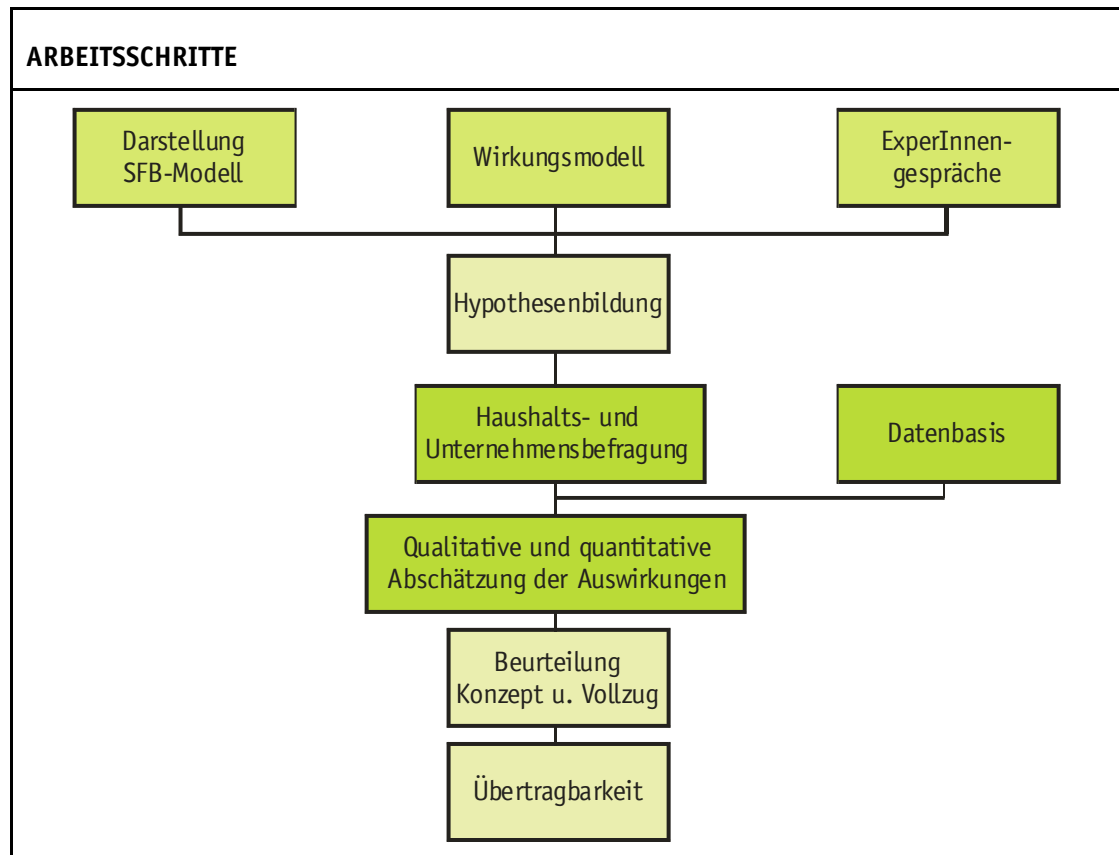 ARBEITSSCHRITTE
Darstellung
SFB-Modell
Wirkungsmodell
ExperInnen-
gespräche
Hypothesenbildung
Haushalts- und
Unternehmensbefragung
Datenbasis
Qualitative und quantitative
Abschätzung der Auswirkungen
Beurteilung
Konzept u. Vollzug
Übertragbarkeit